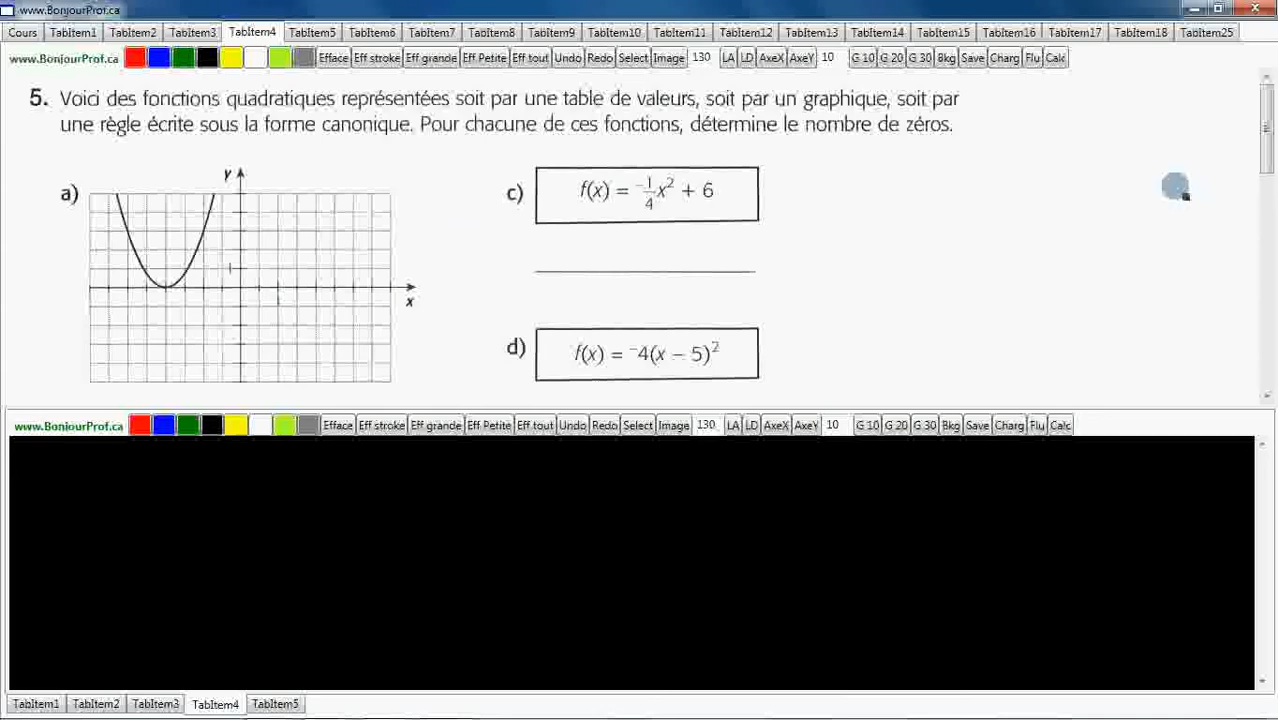 www.BonjourProf.ca
Cours TabItem1 TabItem2 TabItem3 TabItem4 TabItem5 TabItem6 TabItem7 TabItem8 TabItem9 TabItem10 TabItem11 TabItem12 TabItem13 TabItem14 TabItem15 TabItem16 TabItem17 TabItem18 TabItem25
www.BonjourProf.ca Efface Eff stroke Eff grande Eff Petite Eff tout Undo Redo Select Image 130 LA LD AxeX AxeY 10 G 10 G 20 G 30 Bkg Save Charg Flu Calc
5. Voici des fonctions quadratiques représentées soit par une table de valeurs, soit par un graphique, soit par
une règle écrite sous la forme canonique. Pour chacune de ces fonctions, détermine le nombre de zéros.
a) y 1 x
c) f(x) = ⁻1/4x² + 6
d) f(x) = ⁻4(x – 5)²
www.BonjourProf.ca Efface Eff stroke Eff grande Eff Petite Eff tout Undo Redo Select Image 130 LA LD AxeX AxeY 10 G 10 G 20 G 30 Bkg Save Charg Flu Calc
TabItem1 TabItem2 TabItem3 TabItem4 TabItem5